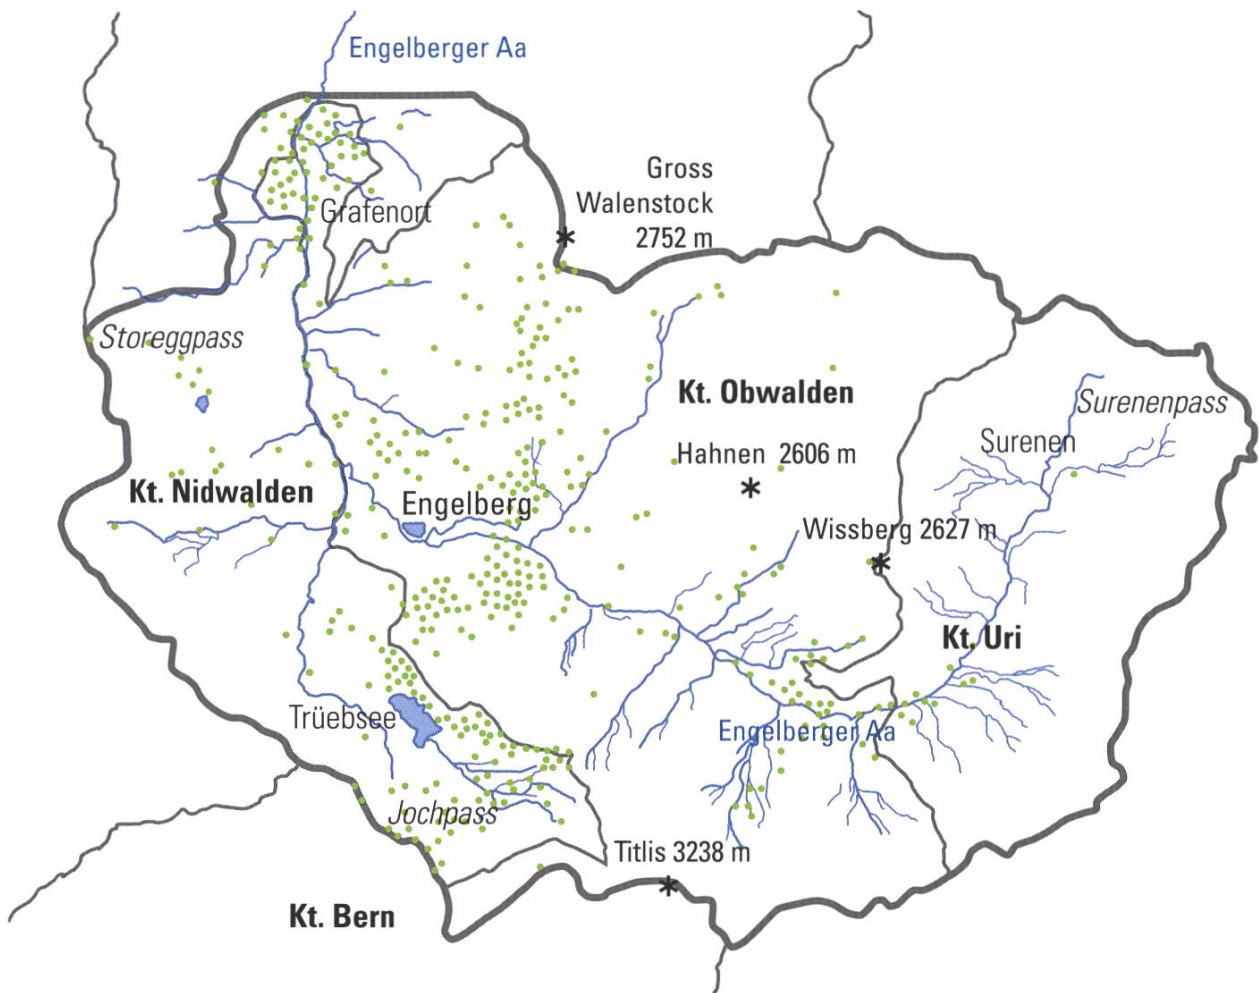 Engelberger Aa
Gross
Walenstock
2752 m
Grafenort
Storeggpass
Kt. Obwalden
Surenenpass
Surenen
Hahnen 2606 m
Kt. Nidwalden
Engelberg
Wissberg 2627 m
Kt. Uri
Trüebsee
Engelberger Aa
Jochpass
Titlis 3238 m
Kt. Bern